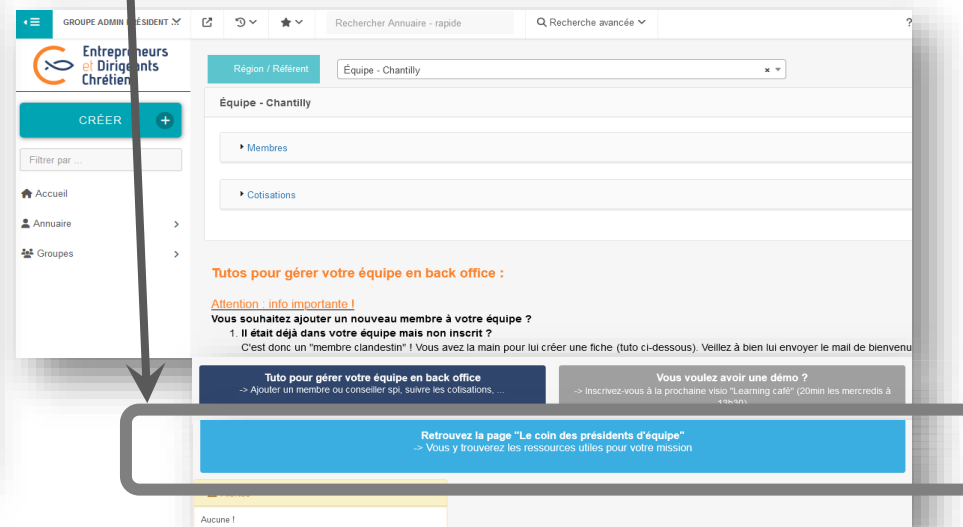 GROUPE ADMIN PRÉSIDENT ...
Rechercher Annuaire - rapide
Recherche avancée
?
Entrepreneurs
et Dirigeants
Chrétiens
CRÉER
Filtrer par ...
Accueil
Annuaire
Groupes
Région / Référent
Équipe - Chantilly
Équipe - Chantilly
Membres
Cotisations
Tutos pour gérer votre équipe en back office :
Attention : info importante !
Vous souhaitez ajouter un nouveau membre à votre équipe ?
1. Il était déjà dans votre équipe mais non inscrit ?
C'est donc un "membre clandestin" ! Vous avez la main pour lui créer une fiche (tuto ci-dessous). Veillez à bien lui envoyer le mail de bienvenu
Tuto pour gérer votre équipe en back office
-> Ajouter un membre ou conseiller spi, suivre les cotisations, ...
Vous voulez avoir une démo ?
-> Inscrivez-vous à la prochaine visio "Learning café" (20min les mercredis à
12h30)
Retrouvez la page "Le coin des présidents d'équipe"
-> Vous y trouverez les ressources utiles pour votre mission
Aucune !